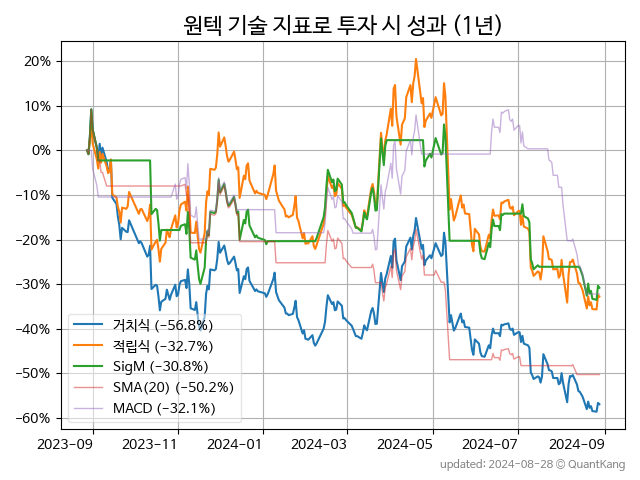 원텍 기술 지표로 투자 시 성과 (1년)
20%
10%
0%
−10%
−20%
−30%
−40%
−50%
−60%
거치식 (−56.8%)
적립식 (−32.7%)
SigM (−30.8%)
SMA(20) (−50.2%)
MACD (−32.1%)
2023−09
2023−11
2024−01
2024−03
2024−05
2024−07
2024−09
updated: 2024-08-28 ⓒ QuantKang